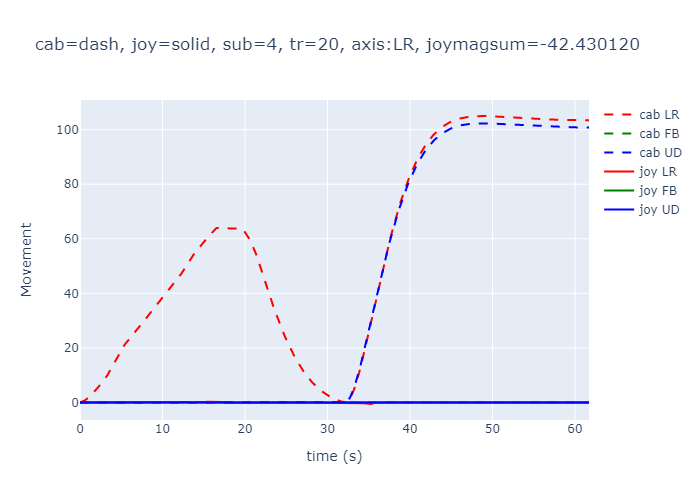 cab=dash, joy=solid, sub=4, tr=20, axis:LR, joymagsum=-42.430120
cab LR
cab FB
cab UD
joy LR
joy FB
joy UD
Movement
100
80
60
40
20
0
0 10 20 30 40 50 60
time (s)